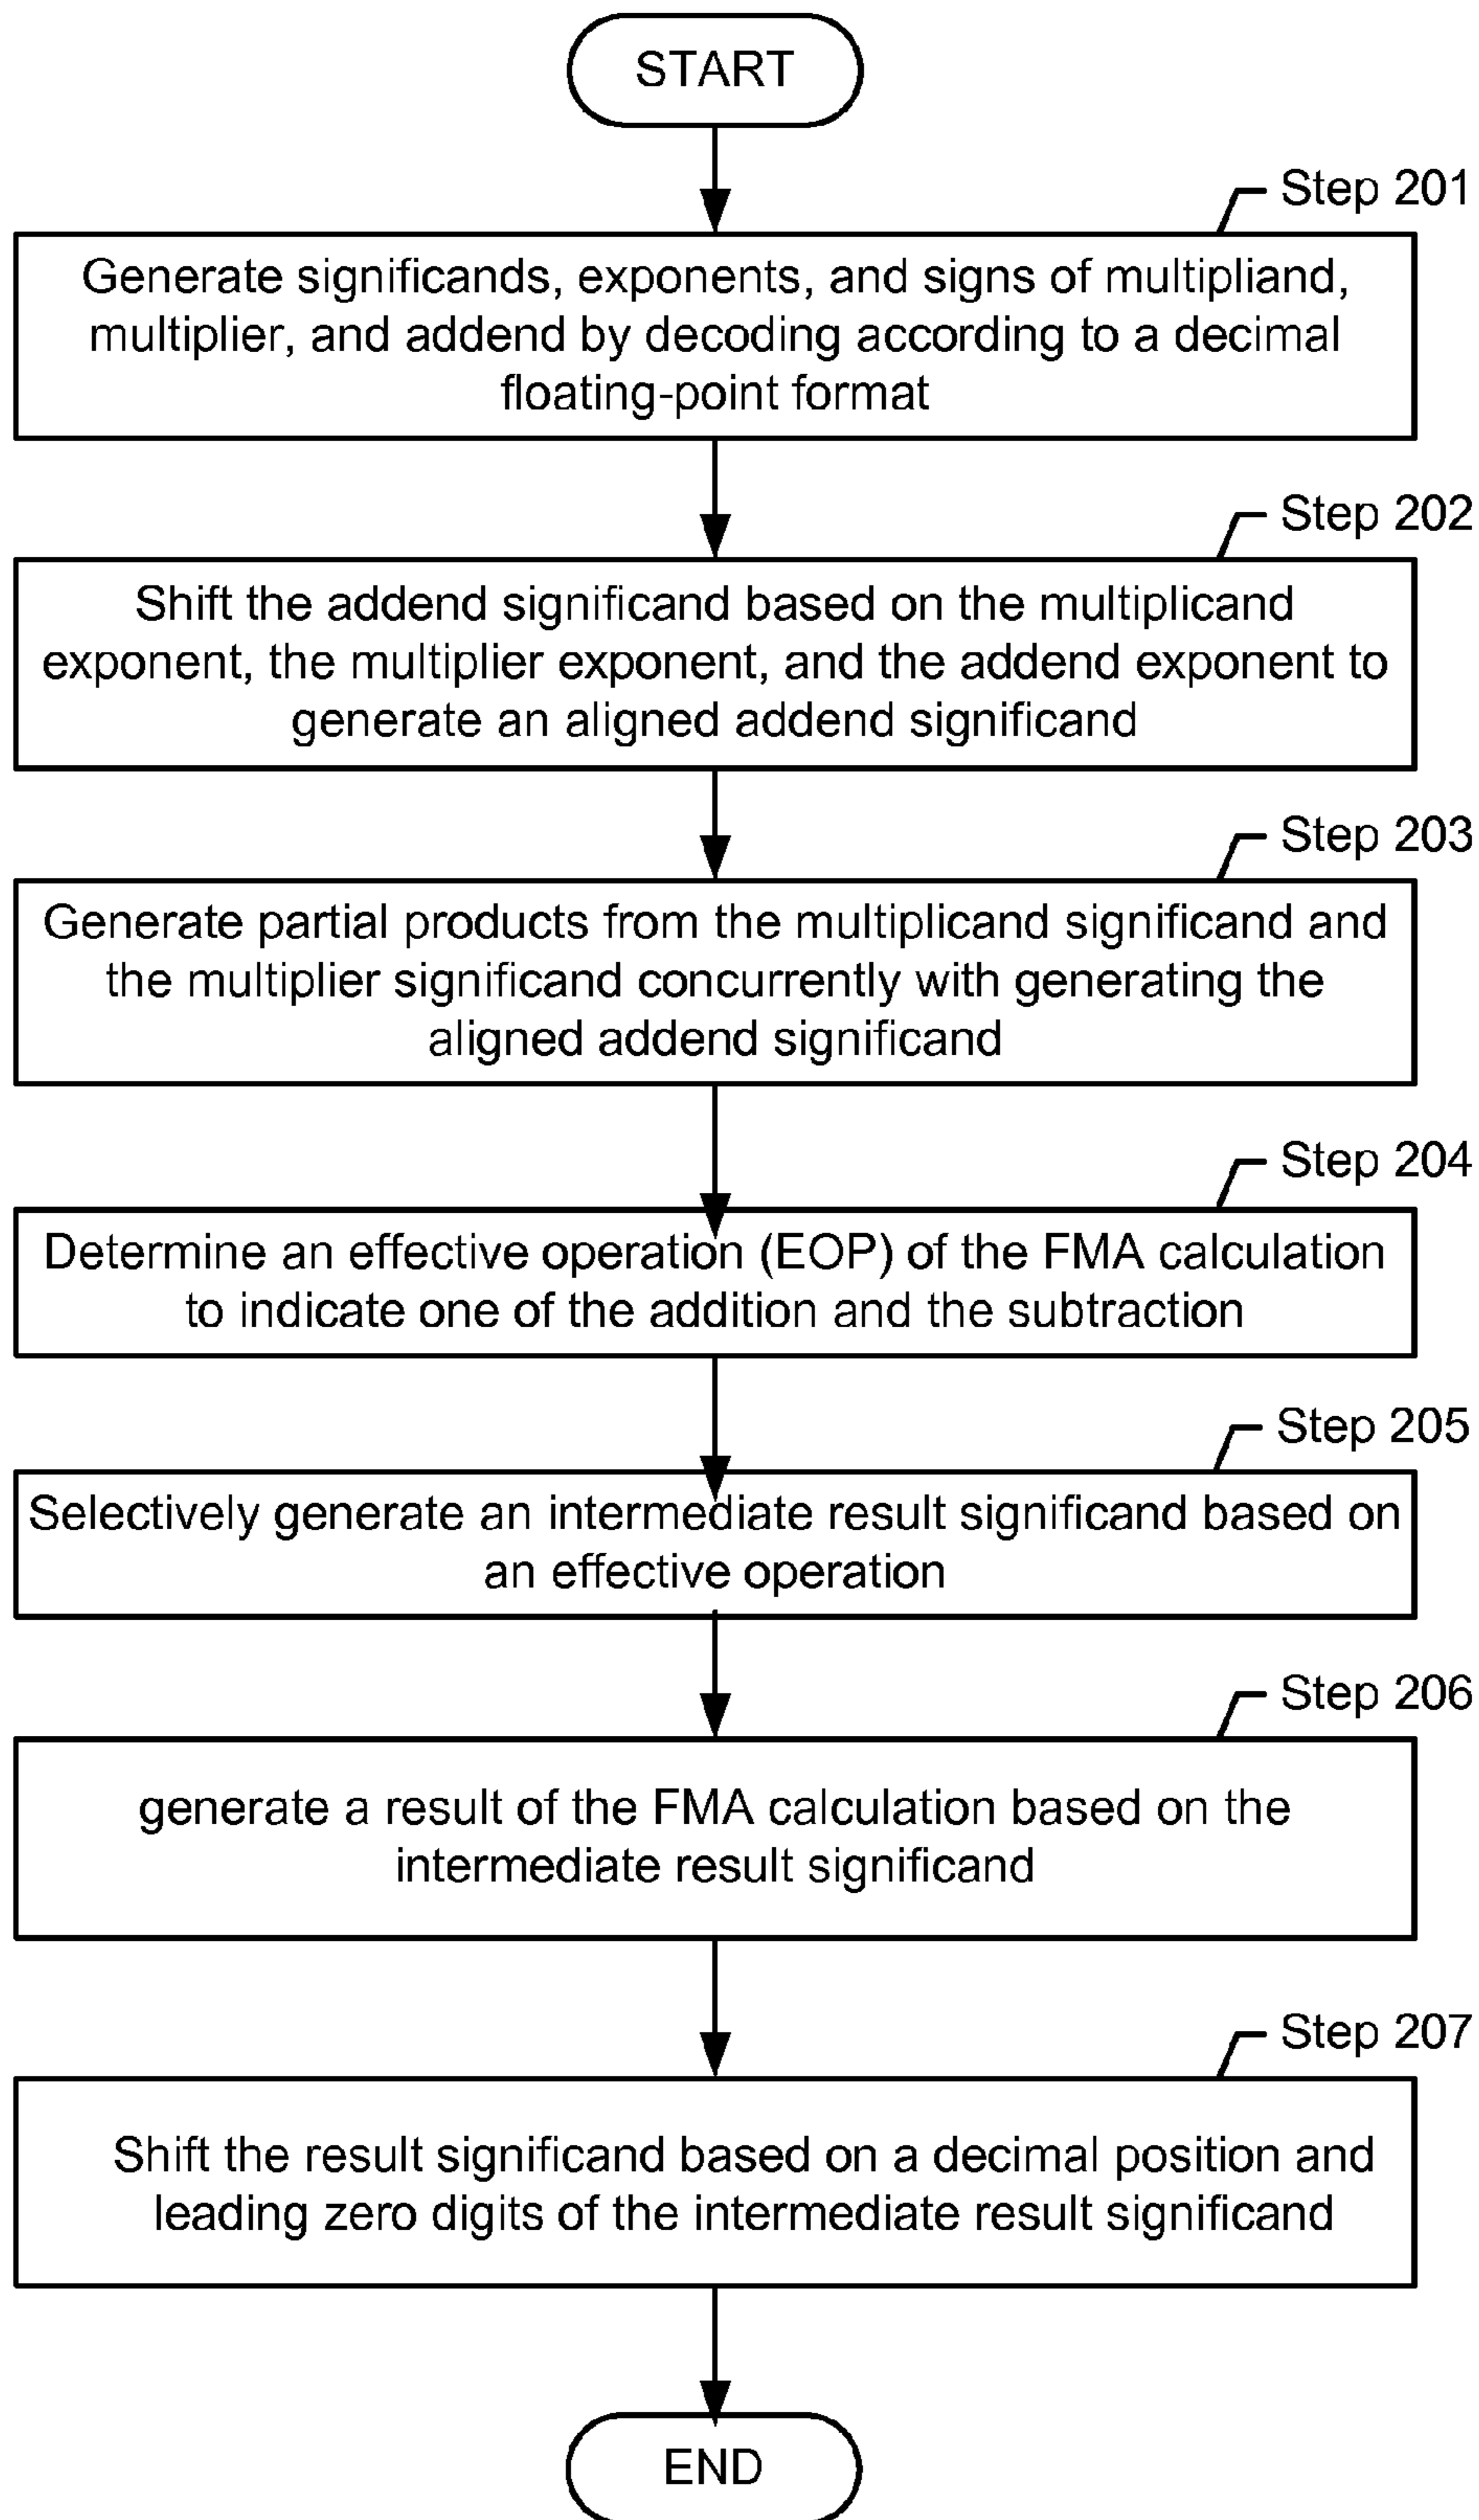 START
Step 201
Generate significands, exponents, and signs of multipliand,
multiplier, and addend by decoding according to a decimal
floating-point format
Step 202
Shift the addend significand based on the multiplicand
exponent, the multiplier exponent, and the addend exponent to
generate an aligned addend significand
Step 203
Generate partial products from the multiplicand significand and
the multiplier significand concurrently with generating the
aligned addend significand
Step 204
Determine an effective operation (EOP) of the FMA calculation
to indicate one of the addition and the subtraction
Step 205
Selectively generate an intermediate result significand based on
an effective operation
Step 206
generate a result of the FMA calculation based on the
intermediate result significand
Step 207
Shift the result significand based on a decimal position and
leading zero digits of the intermediate result significand
END